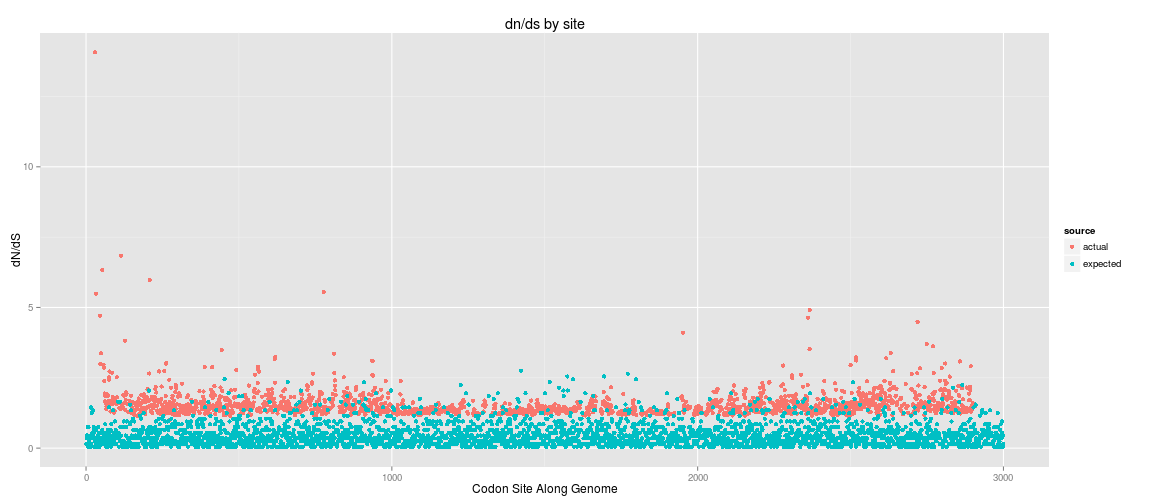 dn/ds by site
dN/dS
10
5
0
0 1000 2000 3000
Codon Site Along Genome
source
actual
expected